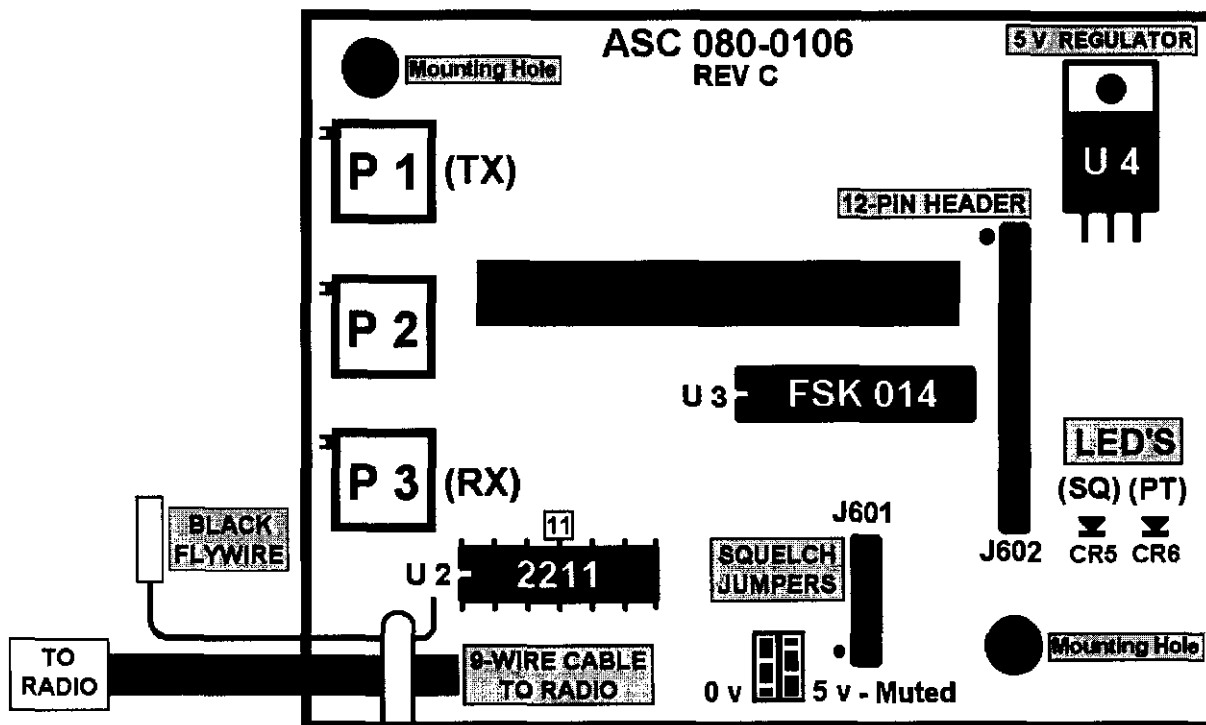 ASC 080-0106
REV C
5 V REGULATOR
Mounting Hole
P 1 (TX)
U 4
12-PIN HEADER
P 2
U 3
FSK 014
LED'S
(SQ) (PT)
CR5 CR6
P 3 (RX)
BLACK
FLYWIRE
11
U 2
2211
SQUELCH
JUMPERS
J601
J602
TO
RADIO
9-WIRE CABLE
TO RADIO
0 v
5 v - Muted
Mounting Hole